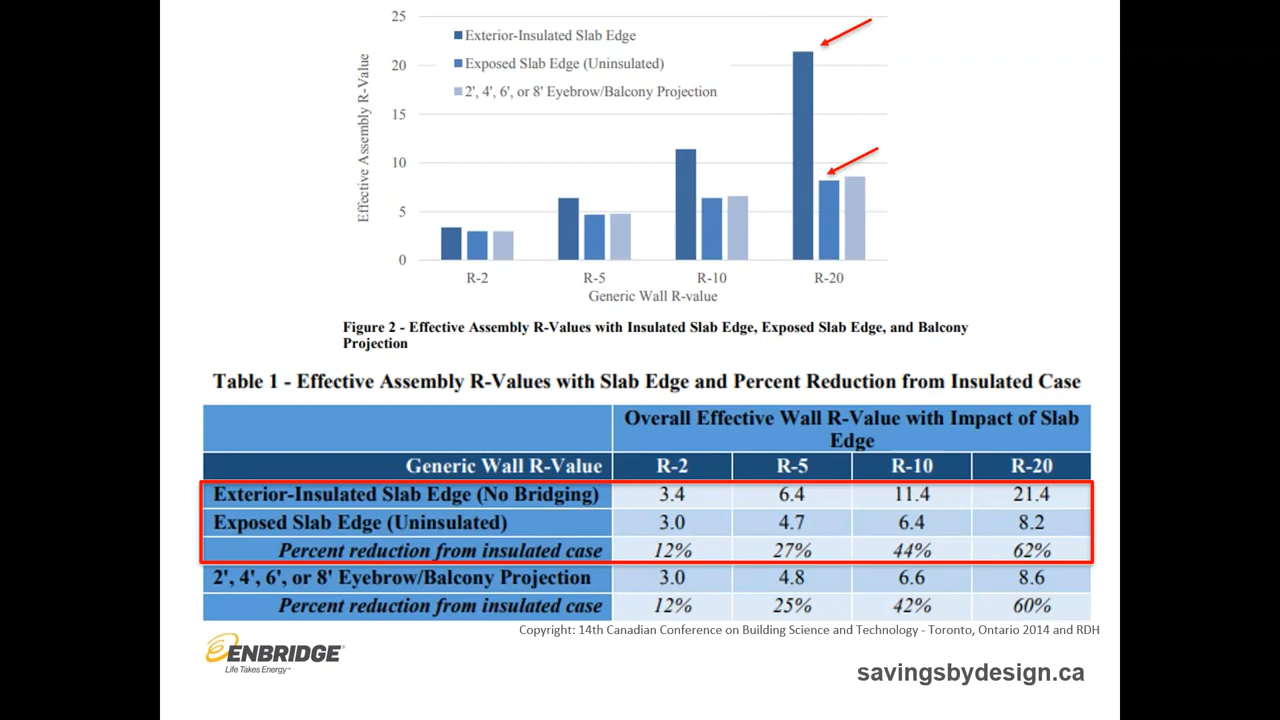 25
Exterior-Insulated Slab Edge
Exposed Slab Edge (Uninsulated)
2', 4', 6', or 8' Eyebrow/Balcony Projection
20
15
10
5
0
Effective Assembly R-Value
R-2 R-5 R-10 R-20
Generic Wall R-value
Figure 2 - Effective Assembly R-Values with Insulated Slab Edge, Exposed Slab Edge, and Balcony
Projection
Table 1 - Effective Assembly R-Values with Slab Edge and Percent Reduction from Insulated Case
Overall Effective Wall R-Value with Impact of Slab
Edge
Generic Wall R-Value R-2 R-5 R-10 R-20
Exterior-Insulated Slab Edge (No Bridging) 3.4 6.4 11.4 21.4
Exposed Slab Edge (Uninsulated) 3.0 4.7 6.4 8.2
Percent reduction from insulated case 12% 27% 44% 62%
2', 4', 6', or 8' Eyebrow/Balcony Projection 3.0 4.8 6.6 8.6
Percent reduction from insulated case 12% 25% 42% 60%
Copyright: 14th Canadian Conference on Building Science and Technology - Toronto, Ontario 2014 and RDH
ENBRIDGE
Life Takes Energy™
savingsbydesign.ca